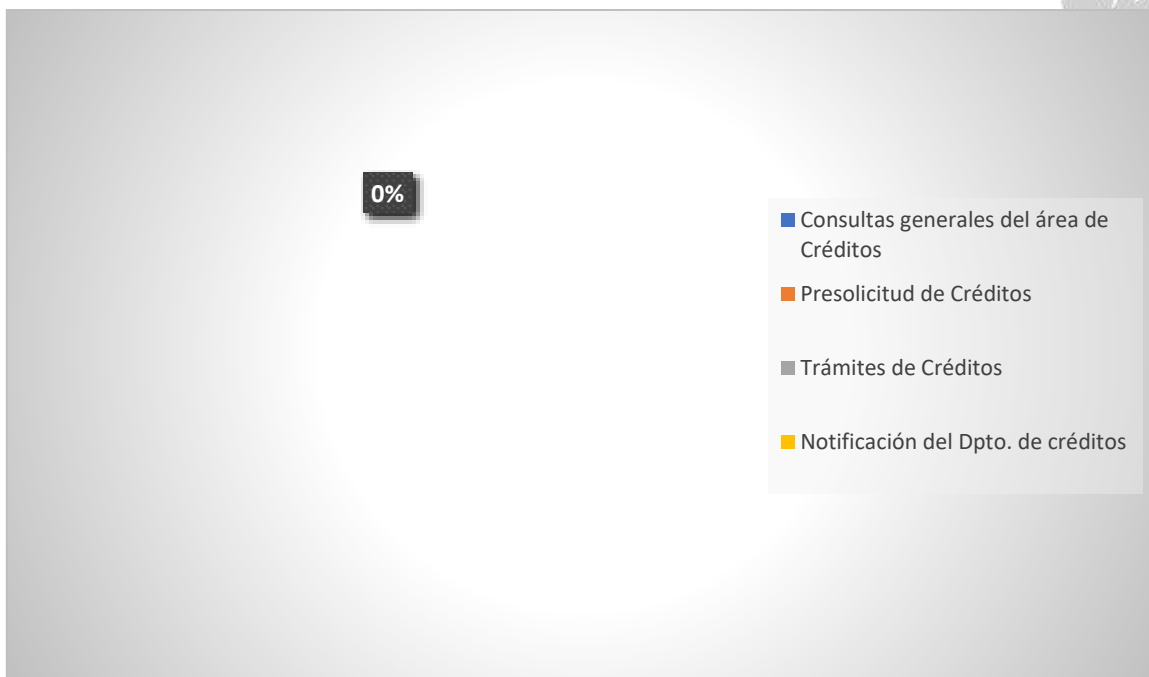 0%
Consultas generales del área de
Créditos
Presolicitud de Créditos
Trámites de Créditos
Notificación del Dpto. de créditos